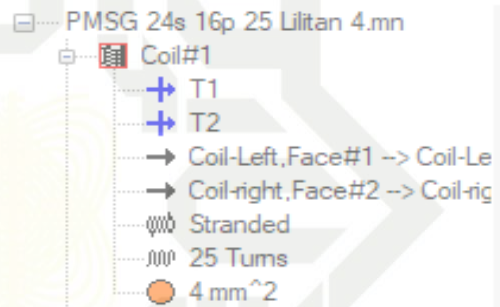 PMSG 24s 16p 25 Lilitan 4.mn
Coil#1
T1
T2
Coil-Left,Face#1 --> Coil-Le
Coil-right,Face#2 --> Coil-rig
Stranded
25 Turns
4 mm^2